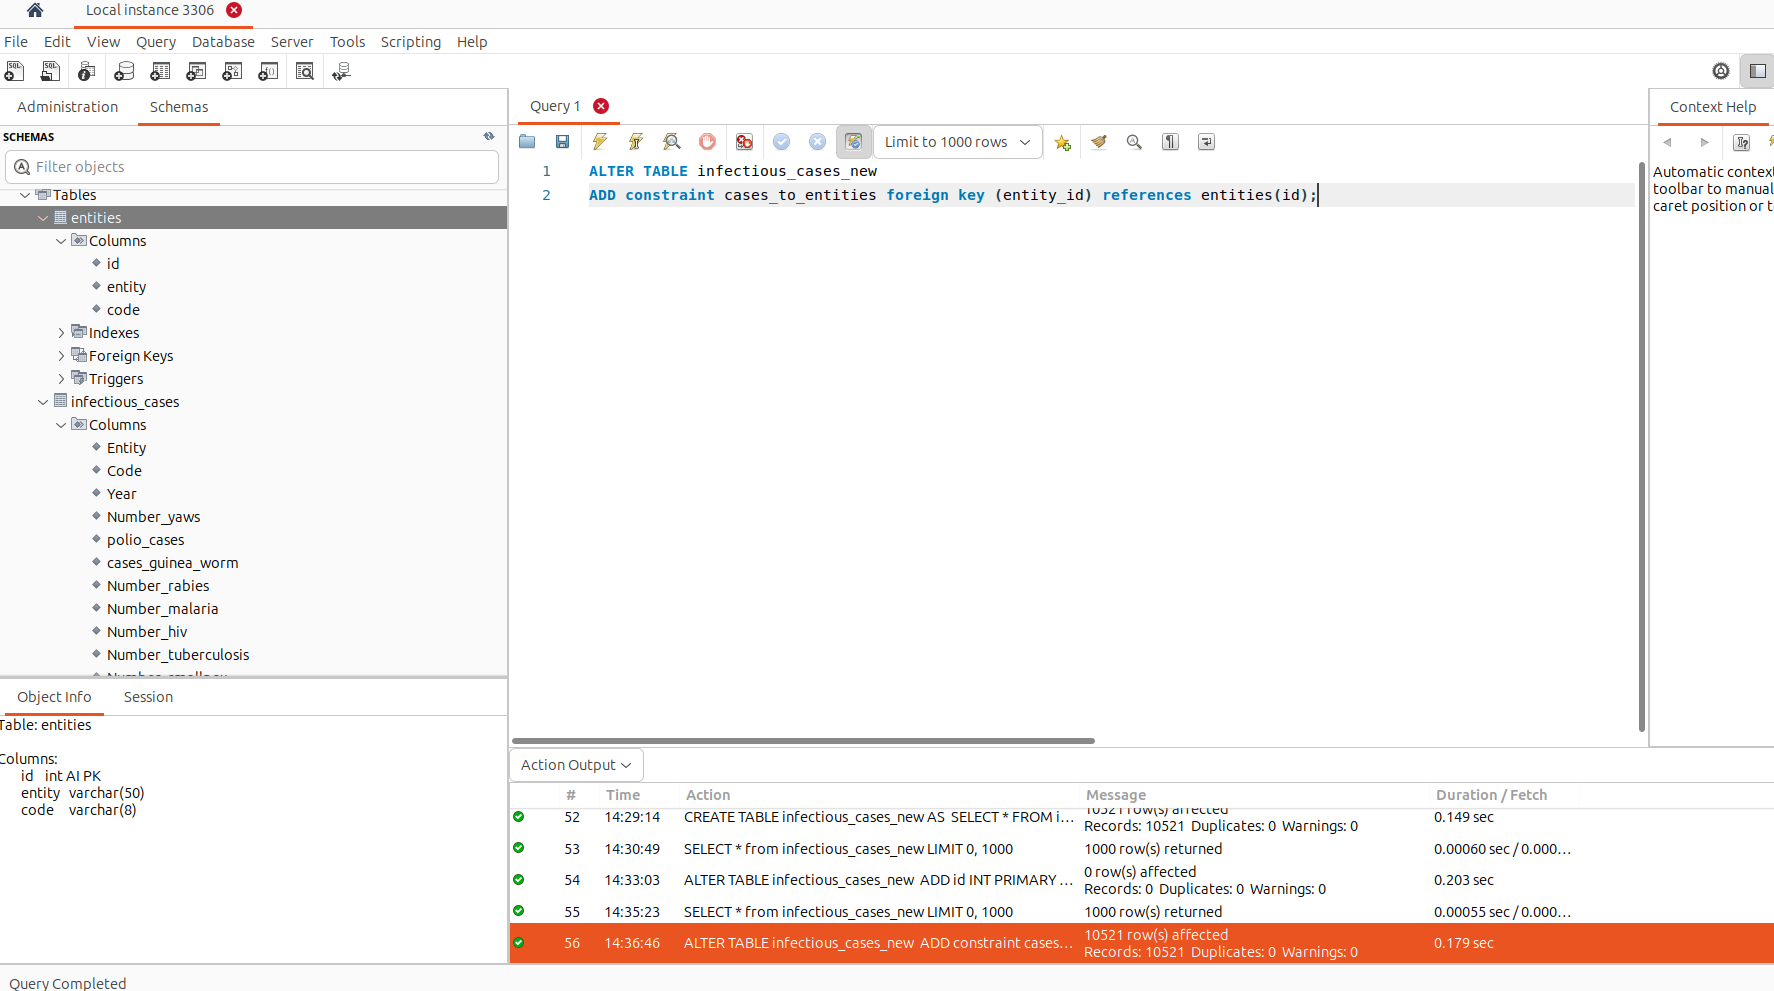 Local instance 3306
File Edit View Query Database Server Tools Scripting Help
Administration Schemas
SCHEMAS
Filter objects
Tables
entities
Columns
id
entity
code
Indexes
Foreign Keys
Triggers
infectious_cases
Columns
Entity
Code
Year
Number_yaws
polio_cases
cases_guinea_worm
Number_rabies
Number_malaria
Number_hiv
Number_tuberculosis
Object Info Session
Table: entities
Columns:
id int AI PK
entity varchar(50)
code varchar(8)
Query 1
Limit to 1000 rows
1 ALTER TABLE infectious_cases_new
2 ADD constraint cases_to_entities foreign key (entity_id) references entities(id);
Context Help
Automatic context
toolbar to manual
caret position or t
Action Output
# Time Action Message Duration / Fetch
52 14:29:14 CREATE TABLE infectious_cases_new AS SELECT * FROM i... 10521 row(s) affected
Records: 10521 Duplicates: 0 Warnings: 0 0.149 sec
53 14:30:49 SELECT * from infectious_cases_new LIMIT 0, 1000 1000 row(s) returned 0.00060 sec / 0.000...
54 14:33:03 ALTER TABLE infectious_cases_new ADD id INT PRIMARY ... 0 row(s) affected
Records: 0 Duplicates: 0 Warnings: 0 0.203 sec
55 14:35:23 SELECT * from infectious_cases_new LIMIT 0, 1000 1000 row(s) returned 0.00055 sec / 0.000...
56 14:36:46 ALTER TABLE infectious_cases_new ADD constraint cases... 10521 row(s) affected
Records: 10521 Duplicates: 0 Warnings: 0 0.179 sec
Query Completed